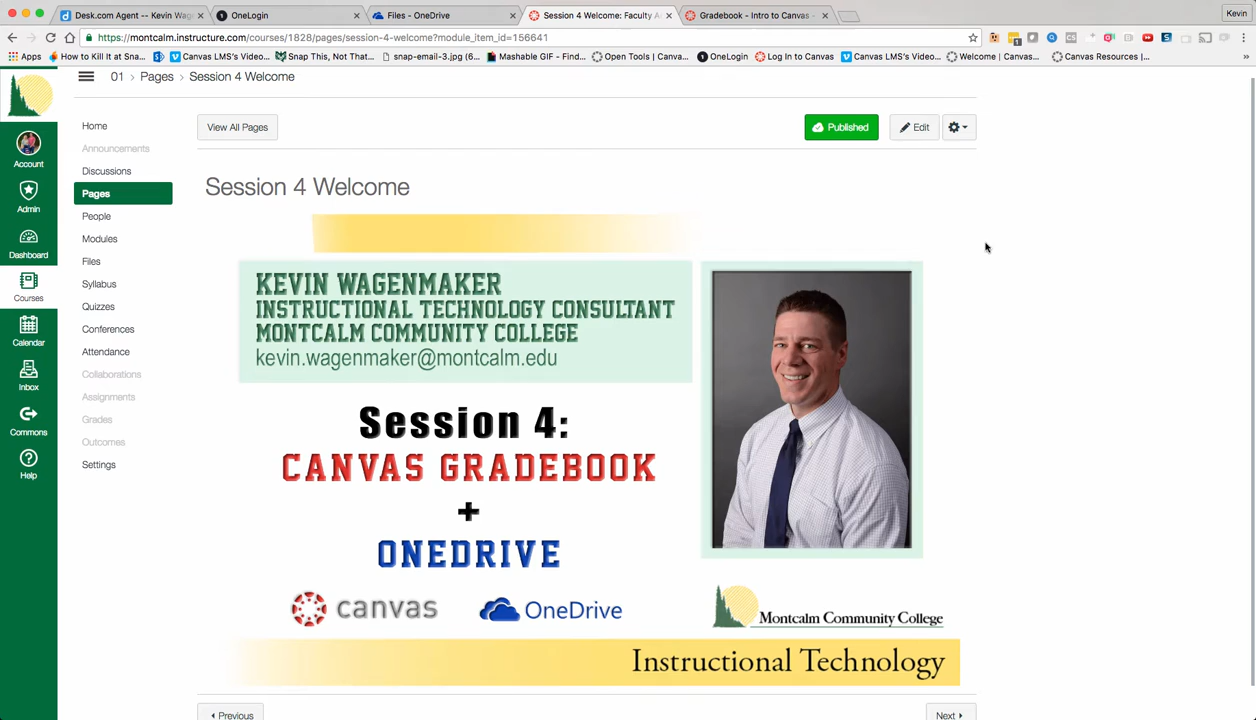 Desk.com Agent -- Kevin Wage
OneLogin
Files - OneDrive
Session 4 Welcome: Faculty A
Gradebook - Intro to Canvas -
Kevin
https://montcalm.instructure.com/courses/1828/pages/session-4-welcome?module_item_id=156641
Apps
How to Kill It at Sna...
Canvas LMS's Video...
Snap This, Not That...
snap-email-3.jpg (6...
Mashable GIF - Find...
Open Tools | Canva...
OneLogin
Welcome | Canvas...
Log In to Canvas
Canvas LMS's Video...
Canvas Resources |...
»
01 › Pages › Session 4 Welcome
Account
Admin
Dashboard
Courses
Calendar
Inbox
Commons
Help
Home
Announcements
Discussions
Pages
People
Modules
Files
Syllabus
Quizzes
Conferences
Attendance
Collaborations
Assignments
Grades
Outcomes
Settings
View All Pages
Published
Edit
Session 4 Welcome
KEVIN WAGENMAKER
INSTRUCTIONAL TECHNOLOGY CONSULTANT
MONTCALM COMMUNITY COLLEGE
kevin.wagenmaker@montcalm.edu
Session 4:
CANVAS GRADEBOOK
+
ONEDRIVE
canvas
OneDrive
Montcalm Community College
Instructional Technology
Previous
Next